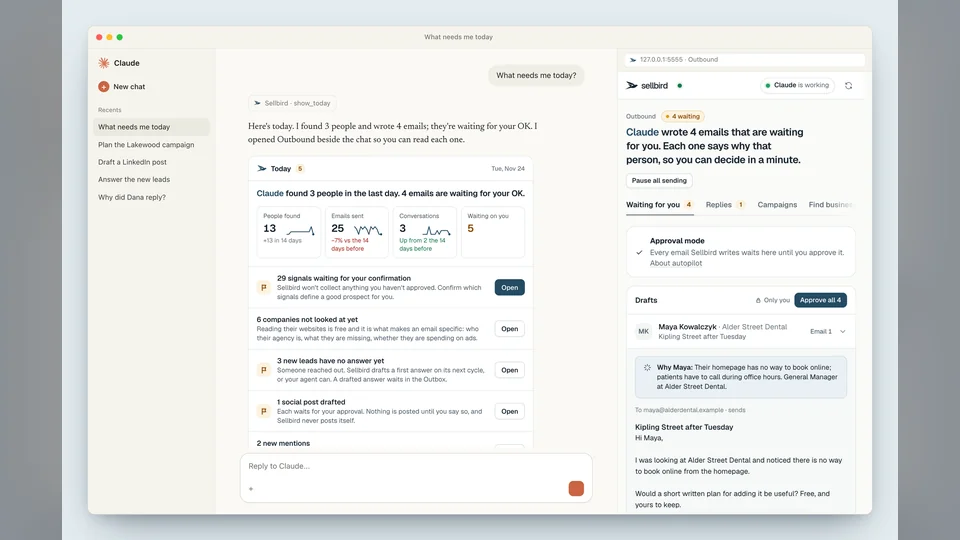 What needs me today
Claude
New chat
Recents
What needs me today
Plan the Lakewood campaign
Draft a LinkedIn post
Answer the new leads
Why did Dana reply?
What needs me today?
Sellbird · show_today
Here's today. I found 3 people and wrote 4 emails; they're waiting for your OK. I
opened Outbound beside the chat so you can read each one.
Today 5
Tue, Nov 24
Claude found 3 people in the last day. 4 emails are waiting for your OK.
People found
13
+13 in 14 days
Emails sent
25
-7% vs the 14
days before
Conversations
3
Up from 2 the 14
days before
Waiting on you
5
29 signals waiting for your confirmation
Sellbird won't collect anything you haven't approved. Confirm which
signals define a good prospect for you.
Open
6 companies not looked at yet
Reading their websites is free and it is what makes an email specific: who
their agency is, what they are missing, whether they are spending on ads.
Open
3 new leads have no answer yet
Someone reached out. Sellbird drafts a first answer on its next cycle,
or your agent can. A drafted answer waits in the Outbox.
Open
1 social post drafted
Each waits for your approval. Nothing is posted until you say so, and
Sellbird never posts itself.
Open
2 new mentions
Reply to Claude...
127.0.0.1:5555 · Outbound
sellbird
Claude is working
Outbound
4 waiting
Claude wrote 4 emails that are waiting
for you. Each one says why that
person, so you can decide in a minute.
Pause all sending
Waiting for you 4
Replies 1
Campaigns
Find busine
Approval mode
Every email Sellbird writes waits here until you approve it.
About autopilot
Drafts
Only you
Approve all 4
MK
Maya Kowalczyk · Alder Street Dental
Kipling Street after Tuesday
Email 1
Why Maya: Their homepage has no way to book online;
patients have to call during office hours. General Manager
at Alder Street Dental.
To maya@alderdental.example · sends
Kipling Street after Tuesday
Hi Maya,
I was looking at Alder Street Dental and noticed there is no way
to book online from the homepage.
Would a short written plan for adding it be useful? Free, and
yours to keep.